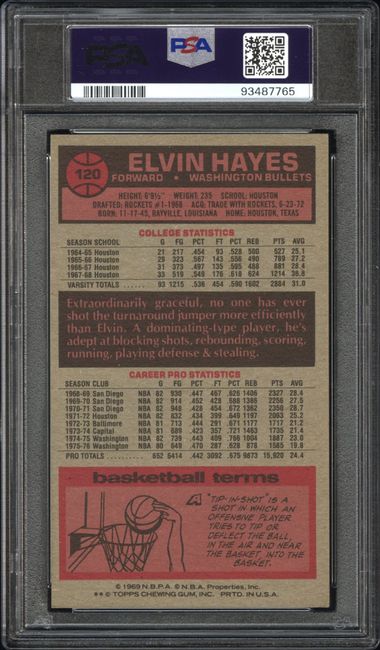 PSA
PSA
93487765
120
ELVIN HAYES
FORWARD • WASHINGTON BULLETS
HEIGHT: 6'9½" WEIGHT: 235 SCHOOL: HOUSTON
DRAFTED: ROCKETS #1-1968 ACQ: TRADE WITH ROCKETS, 6-23-72
BORN: 11-17-45, RAYVILLE, LOUISIANA HOME: HOUSTON, TEXAS
COLLEGE STATISTICS
SEASON SCHOOL G FG PCT FT PCT REB PTS AVG
1964-65 Houston 21 217 .454 93 .528 500 527 25.1
1965-66 Houston 29 323 .567 143 .556 490 789 27.2
1966-67 Houston 31 373 .497 135 .595 488 881 28.4
1967-68 Houston 33 519 .549 176 .618 624 1214 36.8
VARSITY TOTALS 93 1215 .536 454 .590 1602 2884 31.0
Extraordinarily graceful, no one has ever
shot the turnaround jumper more efficiently
than Elvin. A dominating-type player, he's
adept at blocking shots, rebounding, scoring,
running, playing defense & stealing.
CAREER PRO STATISTICS
SEASON CLUB G FG PCT FT PCT REB PTS AVG
1968-69 San Diego NBA 82 930 .447 467 .626 1406 2327 28.4
1969-70 San Diego NBA 82 914 .452 428 .688 1386 2256 27.5
1970-71 San Diego NBA 82 948 .428 454 .672 1362 2350 28.7
1971-72 Houston NBA 82 832 .434 399 .649 1197 2063 25.2
1972-73 Baltimore NBA 81 713 .444 291 .671 1177 1717 21.2
1973-74 Capital NBA 81 689 .423 357 .721 1463 1735 21.4
1974-75 Washington NBA 82 739 .443 409 .766 1004 1887 23.0
1975-76 Washington NBA 80 649 .470 287 .628 878 1585 19.8
PRO TOTALS 652 6414 .442 3092 .675 9873 15,920 24.4
basketball terms
"TIP-IN-SHOT" IS A
SHOT IN WHICH AN
OFFENSIVE PLAYER
TRIES TO TIP OR
DEFLECT THE BALL,
IN THE AIR AND NEAR
THE BASKET, INTO THE
BASKET.
© 1969 N.B.P.A. © N.B.A. Properties, Inc.
**© TOPPS CHEWING GUM, INC. PRTD. IN U.S.A.